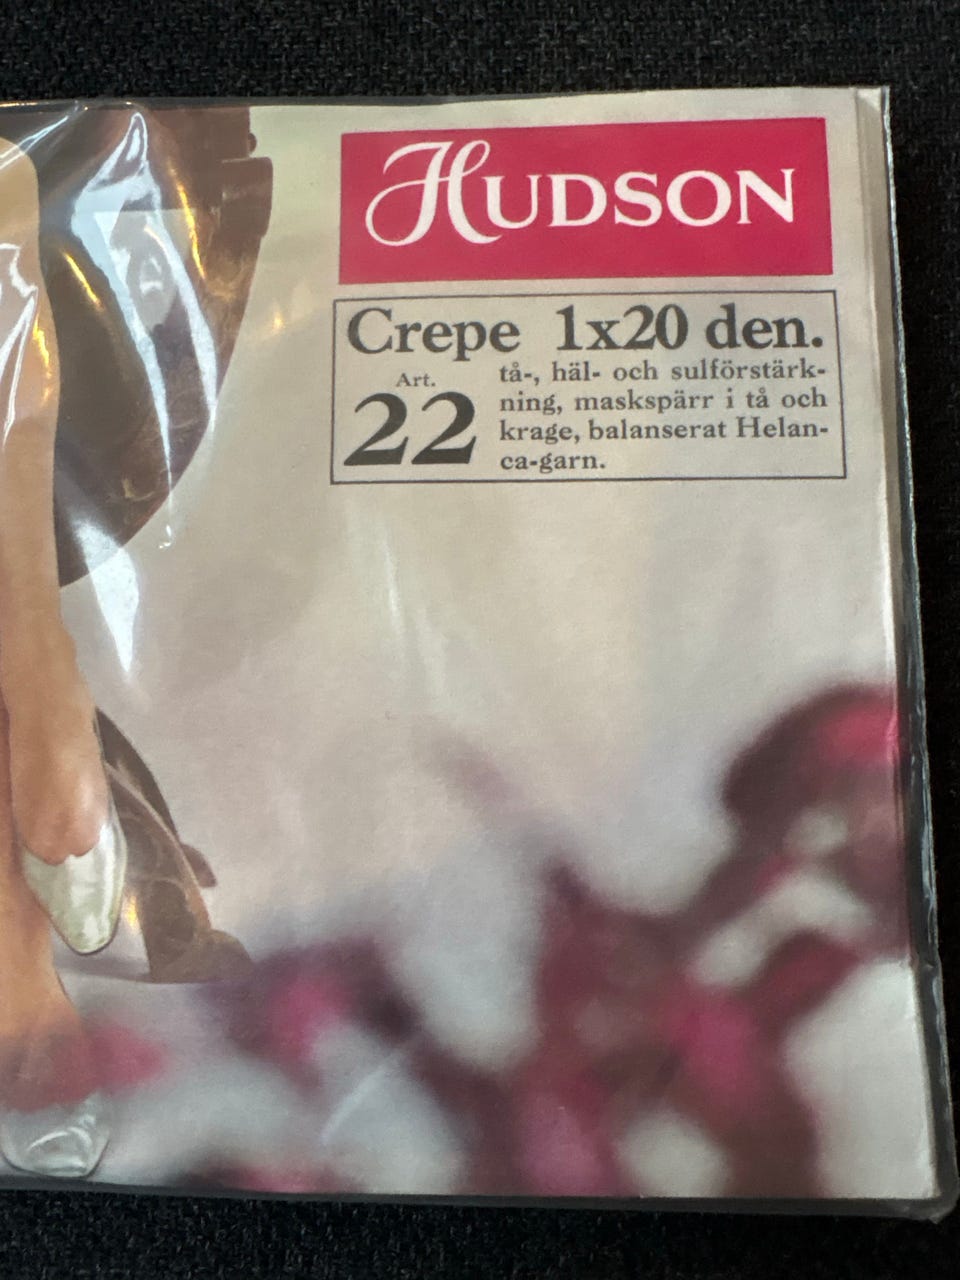 HUDSON
Crepe 1x20 den.
Art.
22
tå-, häl- och sulförstärk-
ning, maskspärr i tå och
krage, balanserat Helan-
ca-garn.